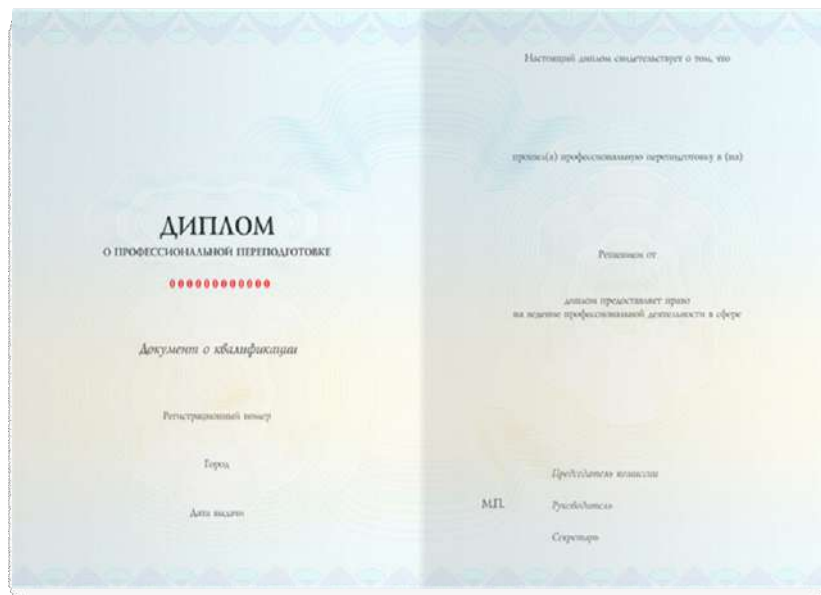 ДИПЛОМ
О ПРОФЕССИОНАЛЬНОЙ ПЕРЕПОДГОТОВКЕ
000000000000
Документ о квалификации
Регистрационный номер
Город
Дата выдачи
Настоящий диплом свидетельствует о том, что
прошел(а) профессиональную переподготовку в (на)
Решением от
диплом предоставляет право
на ведение профессиональной деятельности в сфере
Председатель комиссии
М.П.
Руководитель
Секретарь